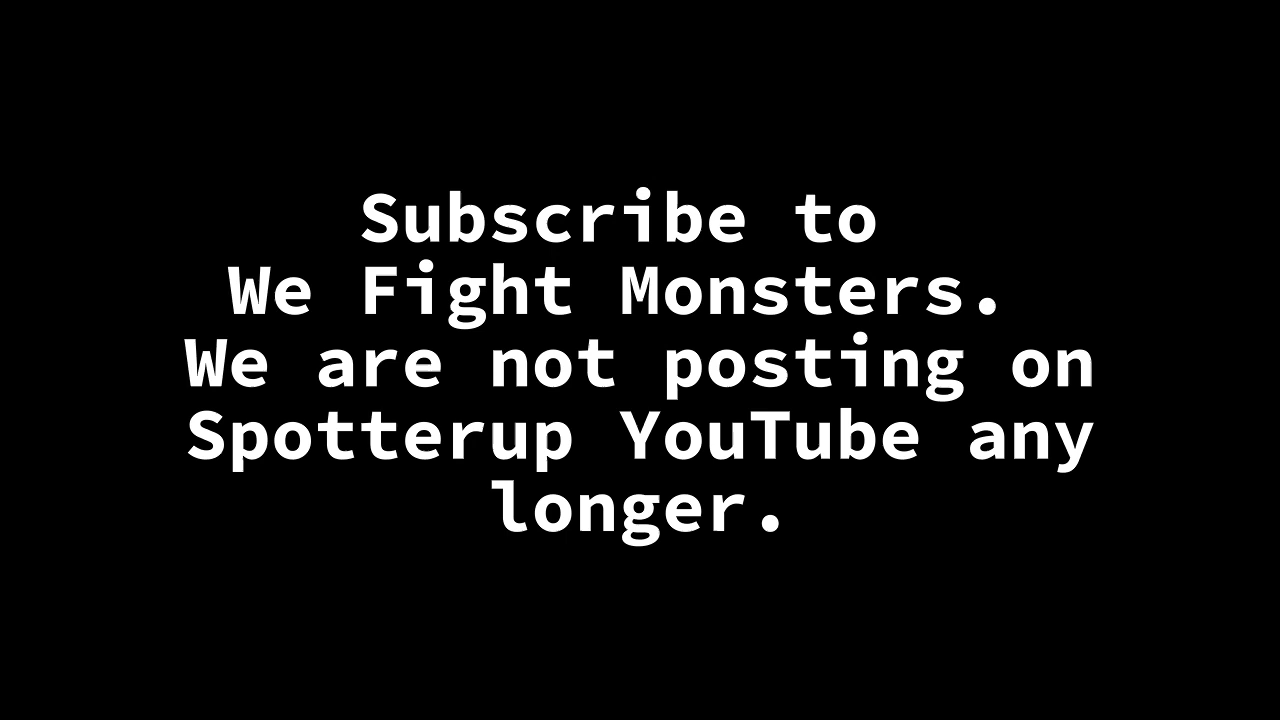 Subscribe to
We Fight Monsters.
We are not posting on
Spotterup YouTube any
longer.